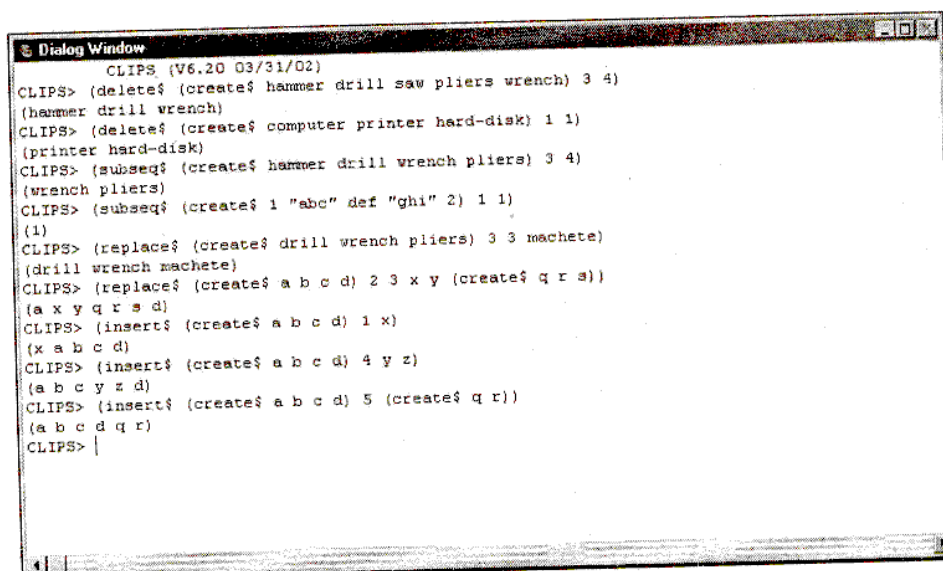 Dialog Window
CLIPS (V6.20 03/31/02)
CLIPS> (delete$ (create$ hammer drill saw pliers wrench) 3 4)
(hammer drill wrench)
CLIPS> (delete$ (create$ computer printer hard-disk) 1 1)
(printer hard-disk)
CLIPS> (subseq$ (create$ hammer drill wrench pliers) 3 4)
(wrench pliers)
CLIPS> (subseq$ (create$ 1 "abc" def "ghi" 2) 1 1)
(1)
CLIPS> (replace$ (create$ drill wrench pliers) 3 3 machete)
(drill wrench machete)
CLIPS> (replace$ (create$ a b c d) 2 3 x y (create$ q r s))
(a x y q r s d)
CLIPS> (insert$ (create$ a b c d) 1 x)
(x a b c d)
CLIPS> (insert$ (create$ a b c d) 4 y z)
(a b c y z d)
CLIPS> (insert$ (create$ a b c d) 5 (create$ q r))
(a b c d q r)
CLIPS>